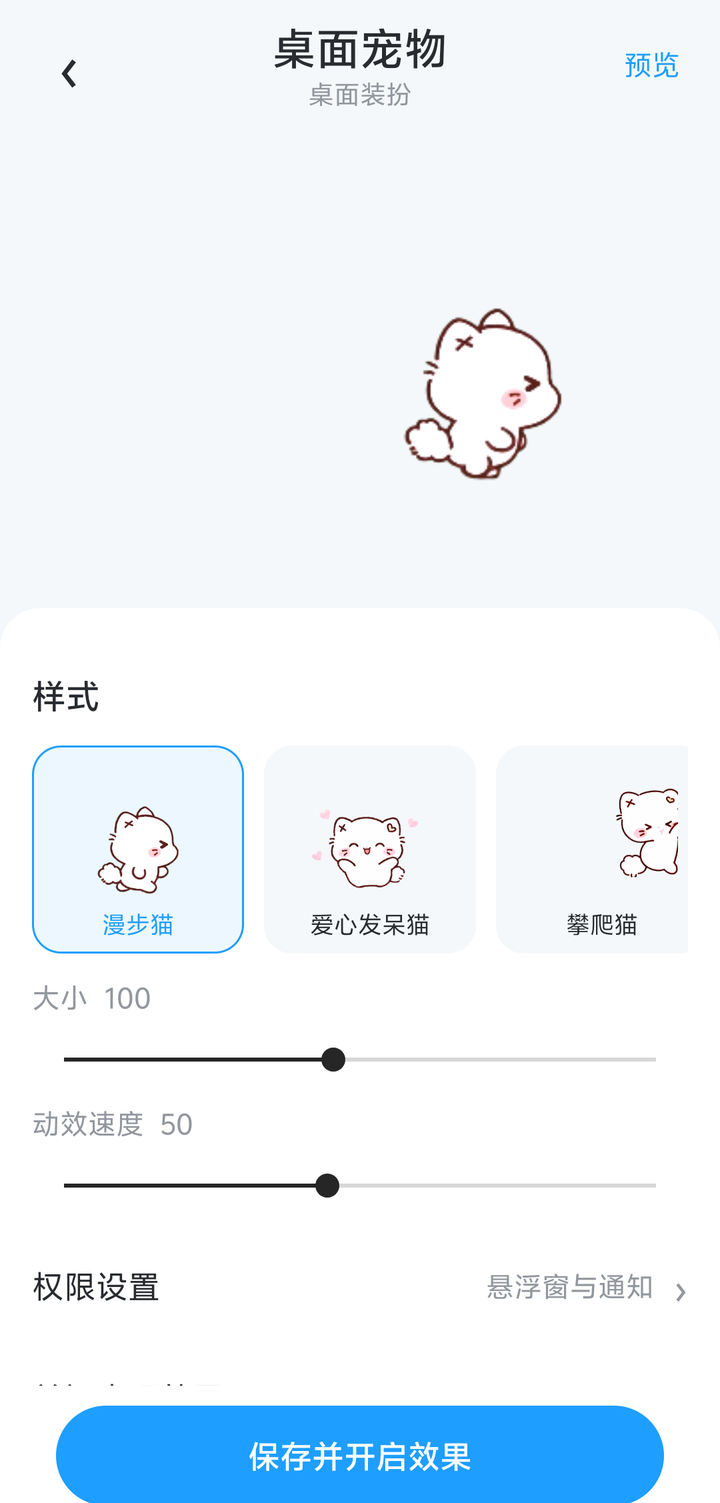 桌面宠物
桌面装扮
预览
样式
漫步猫
爱心发呆猫
攀爬猫
大小 100
动效速度 50
权限设置
悬浮窗与通知
保存并开启效果